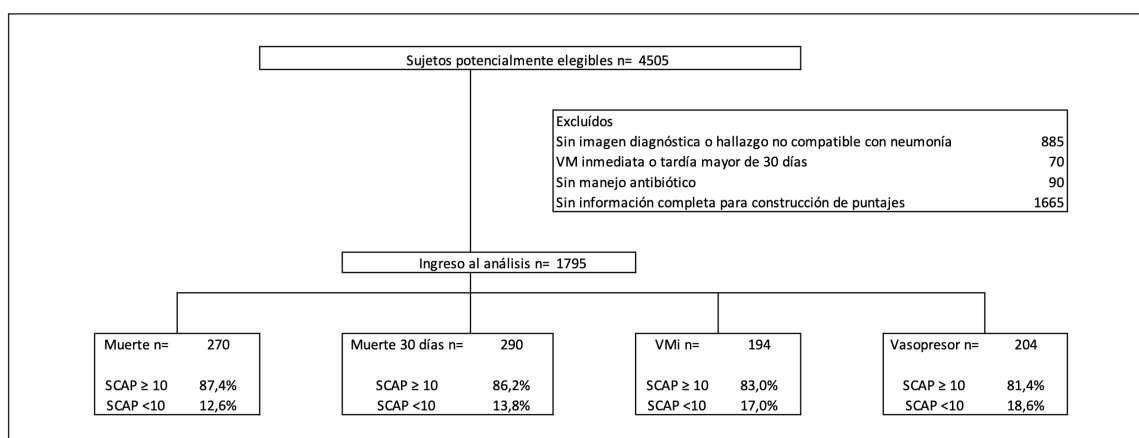 Sujetos potencialmente elegibles n= 4505
Excluídos
Sin imagen diagnóstica o hallazgo no compatible con neumonía 885
VM inmediata o tardía mayor de 30 días 70
Sin manejo antibiótico 90
Sin información completa para construcción de puntajes 1665
Ingreso al análisis n= 1795
Muerte n= 270
SCAP ≥ 10 87,4%
SCAP <10 12,6%
Muerte 30 días n= 290
SCAP ≥ 10 86,2%
SCAP <10 13,8%
VMi n= 194
SCAP ≥ 10 83,0%
SCAP <10 17,0%
Vasopresor n= 204
SCAP ≥ 10 81,4%
SCAP <10 18,6%